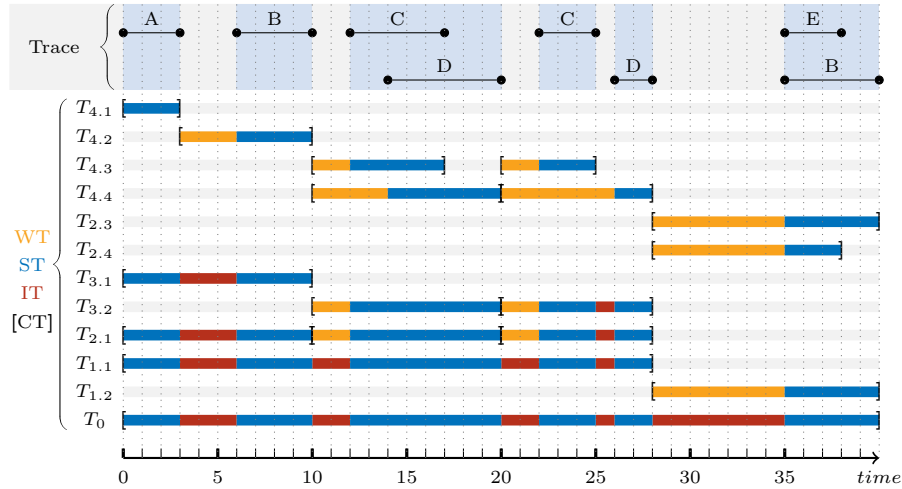 A B C C E
Trace
D D B
T4.1
T4.2
T4.3
T4.4
T2.3
WT
T2.4
ST
T3.1
IT
T3.2
[CT]
T2.1
T1.1
T1.2
T0
0 5 10 15 20 25 30 35 time